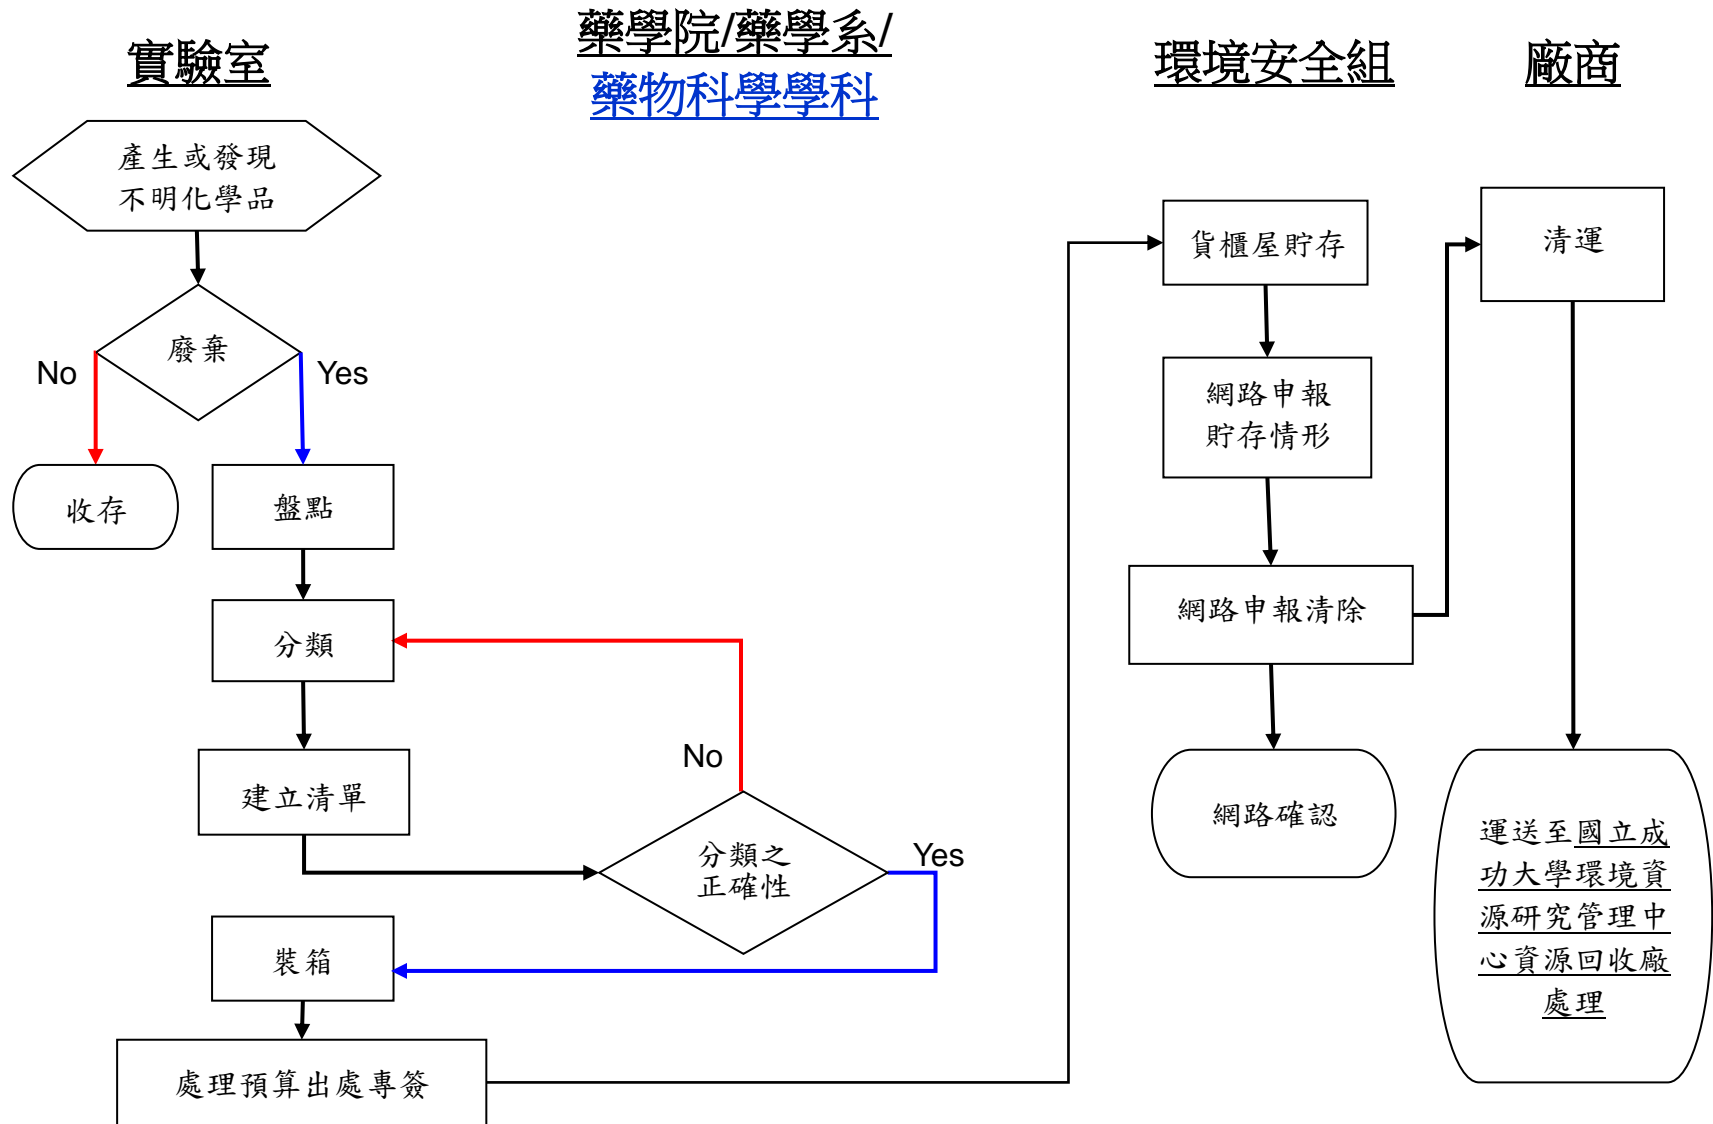 實驗室
藥學院/藥學系/
藥物科學學科
環境安全組
廠商
產生或發現
不明化學品
廢棄
No
Yes
收存
盤點
分類
建立清單
No
分類之
正確性
Yes
裝箱
處理預算出處專簽
貨櫃屋貯存
網路申報
貯存情形
網路申報清除
網路確認
清運
運送至國立成
功大學環境資
源研究管理中
心資源回收廠
處理